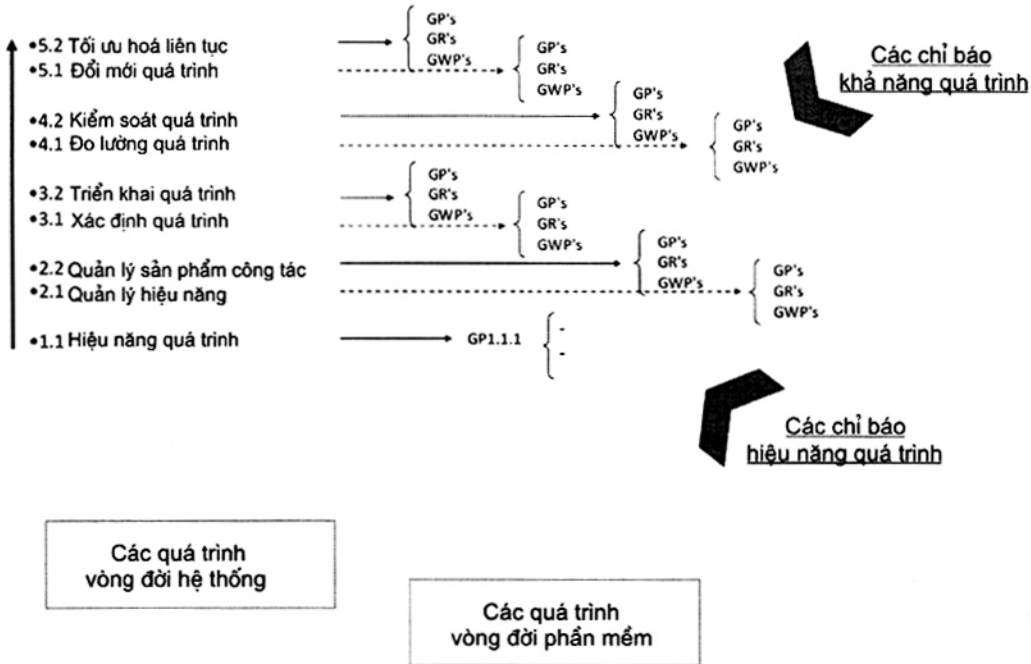 •5.2 Tối ưu hoá liên tục
GP's
GR's
GWP's
•5.1 Đổi mới quá trình
GP's
GR's
GWP's
•4.2 Kiểm soát quá trình
GP's
GR's
GWP's
•4.1 Đo lường quá trình
GP's
GR's
GWP's
•3.2 Triển khai quá trình
GP's
GR's
GWP's
•3.1 Xác định quá trình
GP's
GR's
GWP's
•2.2 Quản lý sản phẩm công tác
GP's
GR's
GWP's
•2.1 Quản lý hiệu năng
GP's
GR's
GWP's
•1.1 Hiệu năng quá trình
GP1.1.1
-
-
Các chỉ báo
khả năng quá trình
Các chỉ báo
hiệu năng quá trình
Các quá trình
vòng đời hệ thống
Các quá trình
vòng đời phần mềm